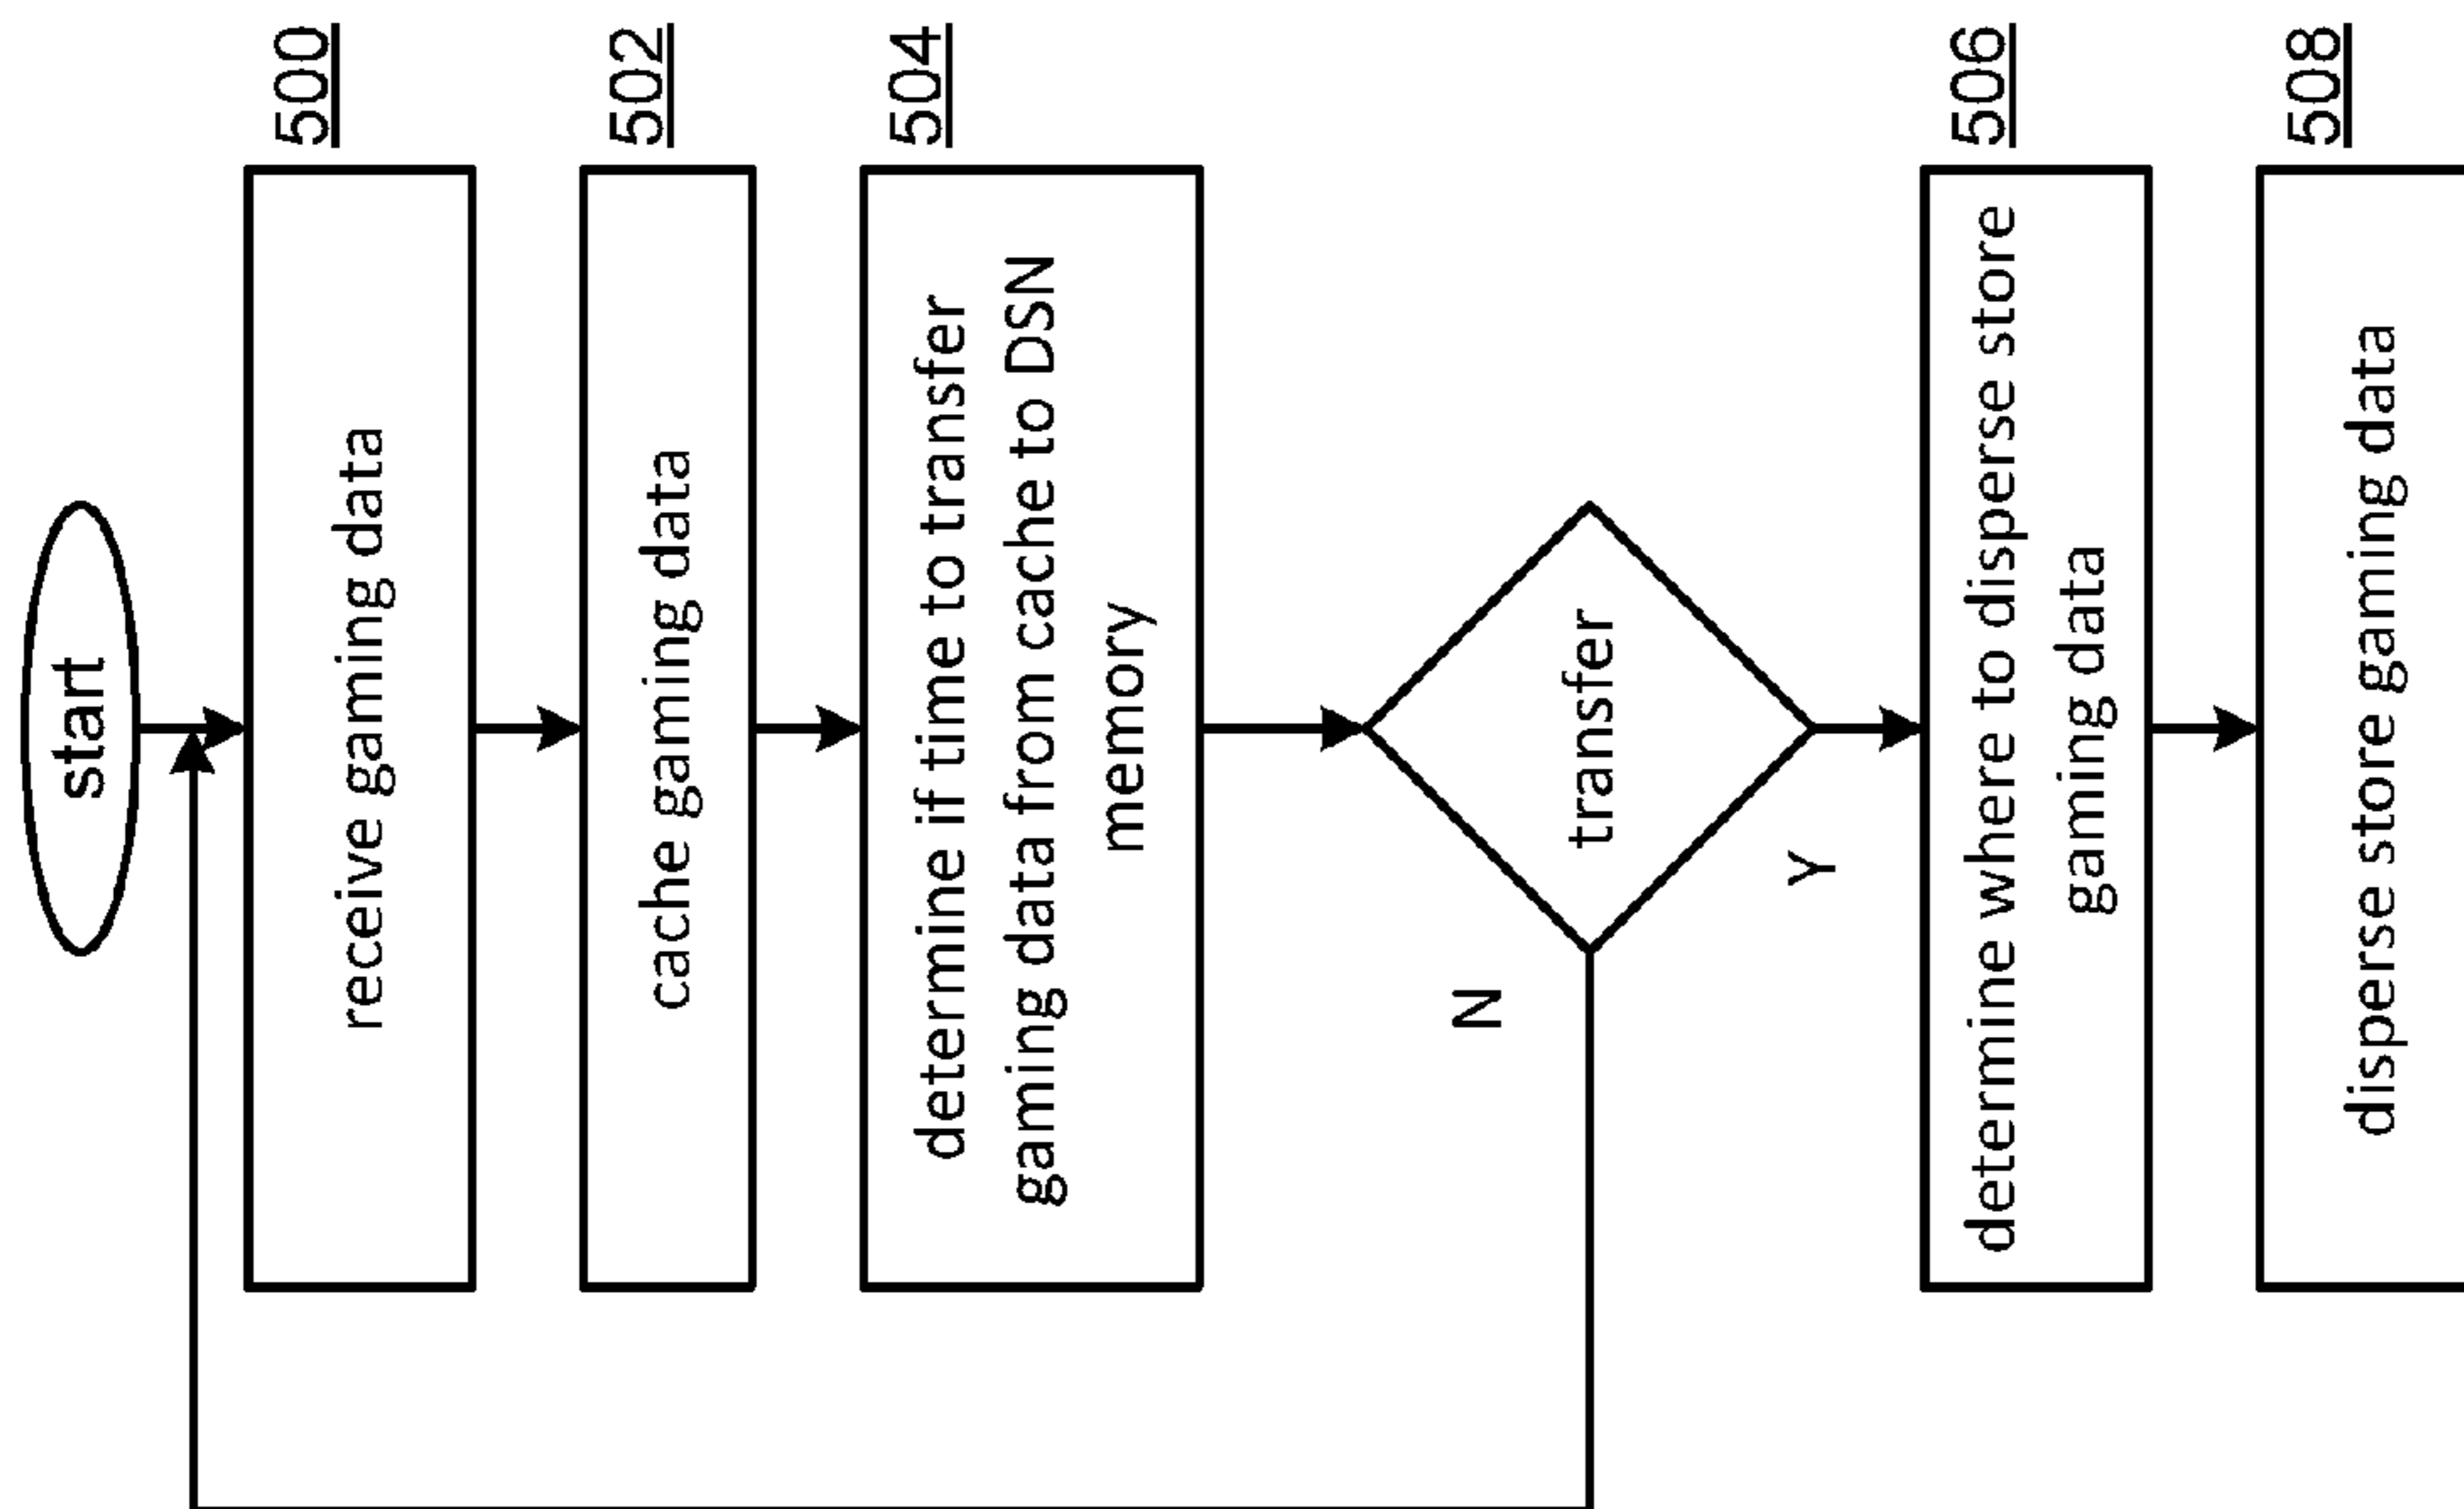 start
receive gaming data
500
cache gaming data
502
determine if time to transfer
gaming data from cache to DSN
memory
504
transfer
N
Y
determine where to disperse store
gaming data
506
disperse store gaming data
508